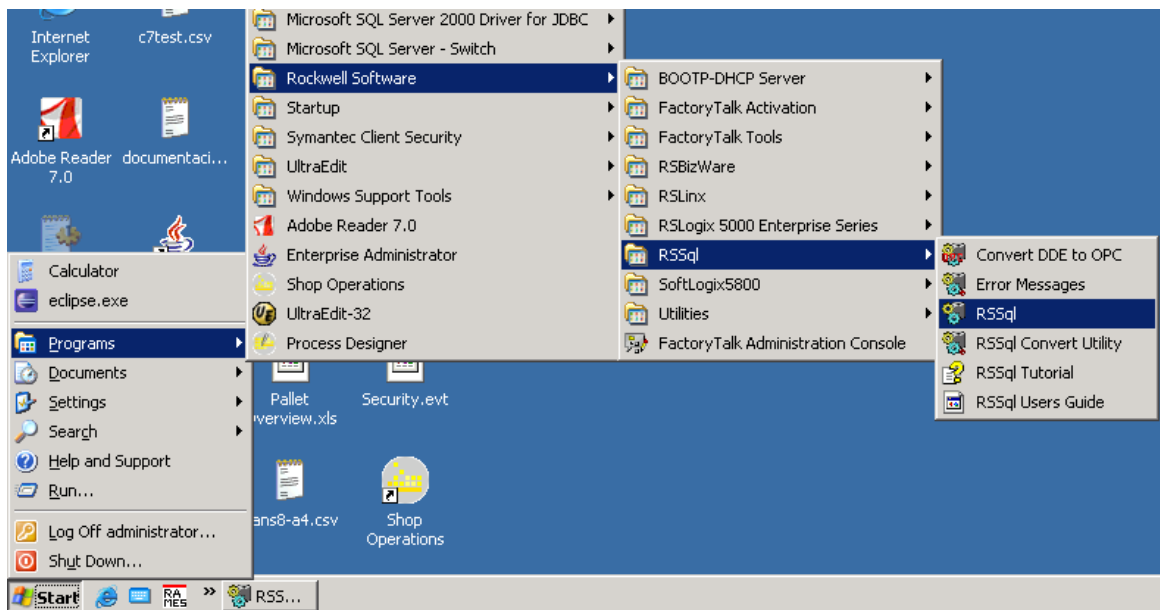 Internet
Explorer
c7test.csv
Adobe Reader
7.0
documentaci...
Microsoft SQL Server 2000 Driver for JDBC
Microsoft SQL Server - Switch
Rockwell Software
Startup
Symantec Client Security
UltraEdit
Windows Support Tools
Adobe Reader 7.0
Enterprise Administrator
Shop Operations
UltraEdit-32
Process Designer
BOOTP-DHCP Server
FactoryTalk Activation
FactoryTalk Tools
RSBizWare
RSLinx
RSLogix 5000 Enterprise Series
RSSql
SoftLogix5800
Utilities
FactoryTalk Administration Console
Convert DDE to OPC
Error Messages
RSSql
RSSql Convert Utility
RSSql Tutorial
RSSql Users Guide
Calculator
eclipse.exe
Programs
Documents
Settings
Search
Help and Support
Run...
Log Off administrator...
Shut Down...
Pallet
verview.xls
Security.evt
ans8-a4.csv
Shop
Operations
Start
RA
MES
»
RSS...